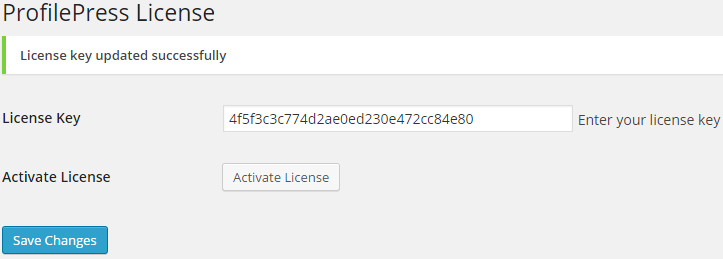 ProfilePress License
License key updated successfully
License Key 4f5f3c3c774d2ae0ed230e472cc84e80 Enter your license key
Activate License Activate License
Save Changes